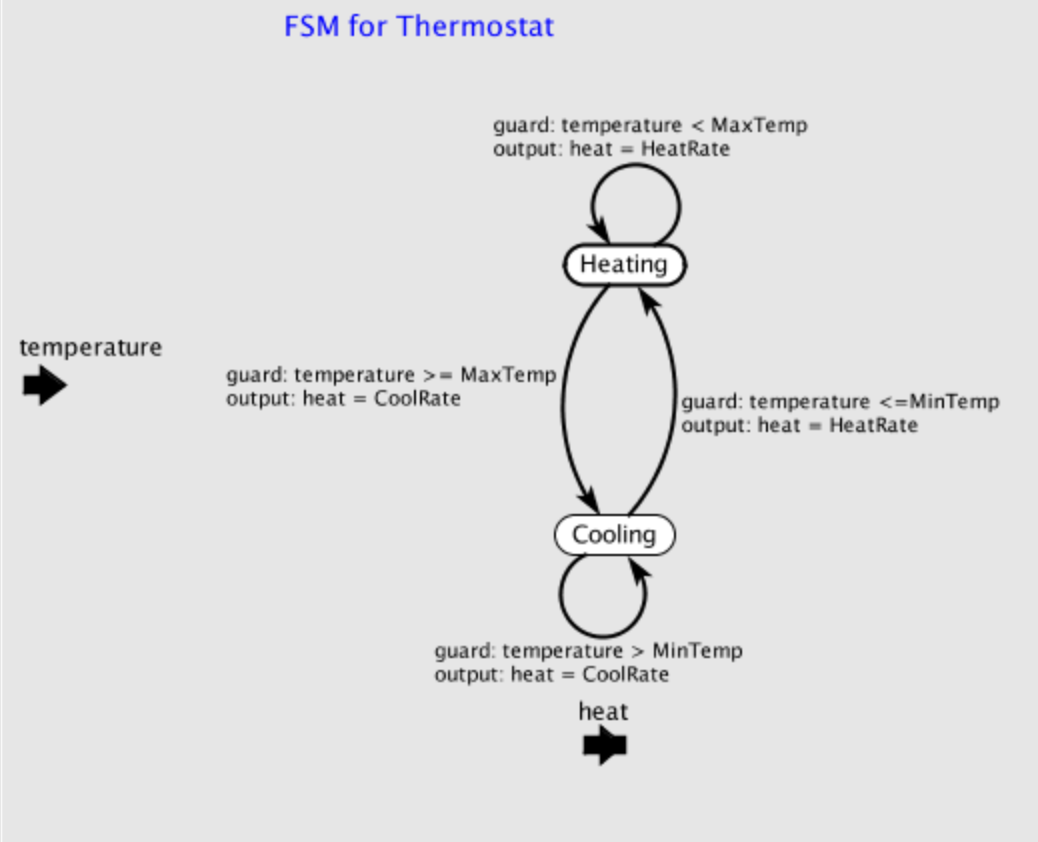 FSM for Thermostat
guard: temperature < MaxTemp
output: heat = HeatRate
Heating
temperature
guard: temperature >= MaxTemp
output: heat = CoolRate
guard: temperature <=MinTemp
output: heat = HeatRate
Cooling
guard: temperature > MinTemp
output: heat = CoolRate
heat